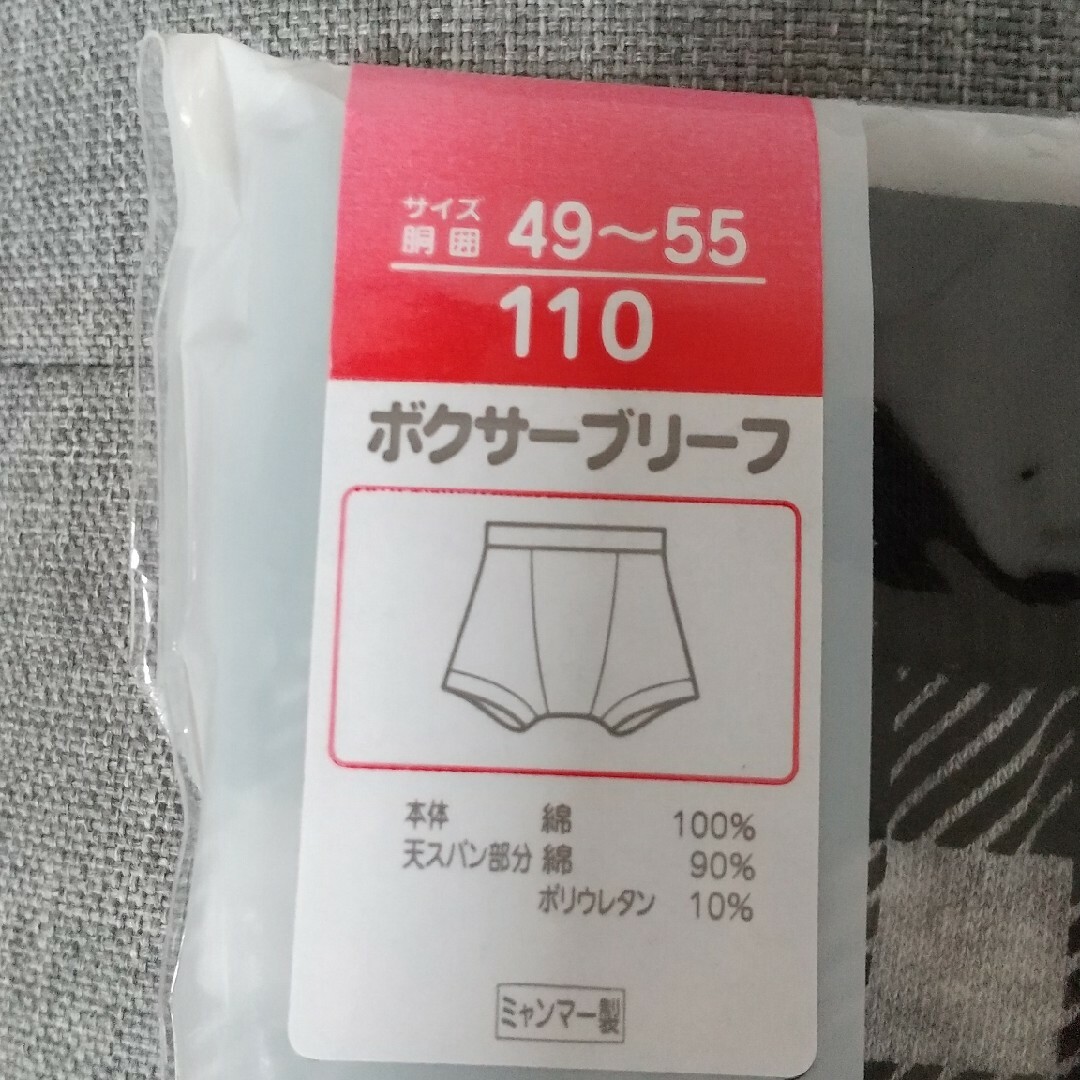 サイズ
胴囲 49～55
110
ボクサーブリーフ
本体 綿 100%
天スパン部分 綿 90%
ポリウレタン 10%
ミャンマー製